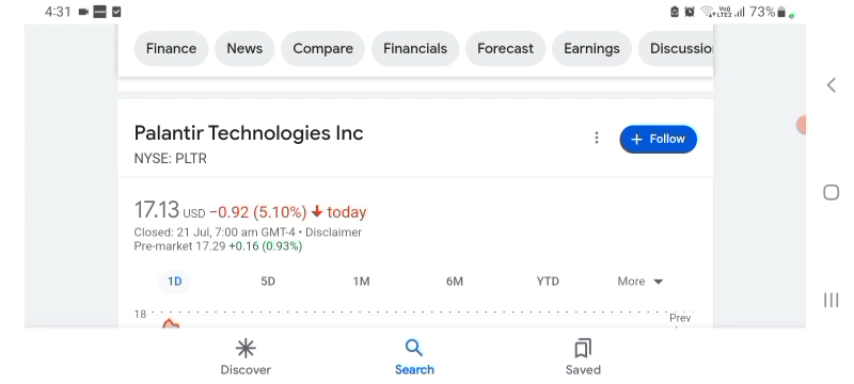 4:31
73%
Finance News Compare Financials Forecast Earnings Discussio
Palantir Technologies Inc
NYSE: PLTR
+ Follow
17.13 USD −0.92 (5.10%) ↓ today
Closed: 21 Jul, 7:00 am GMT-4 • Disclaimer
Pre-market 17.29 +0.16 (0.93%)
1D 5D 1M 6M YTD More
18
Prev
Discover Search Saved